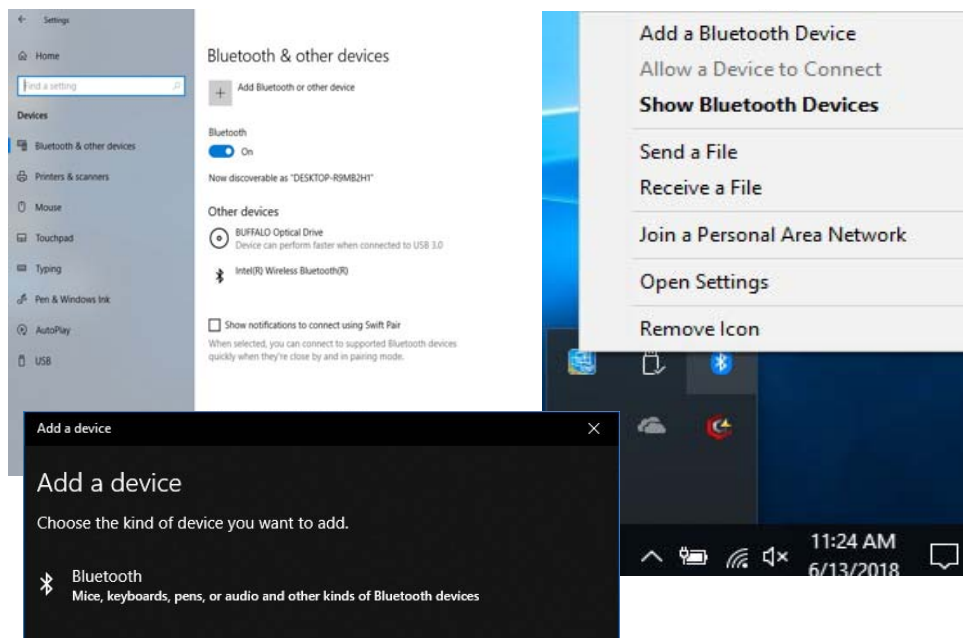 Settings
Home
Find a setting
Devices
Bluetooth & other devices
Printers & scanners
Mouse
Touchpad
Typing
Pen & Windows Ink
AutoPlay
USB
Bluetooth & other devices
Add Bluetooth or other device
Bluetooth
On
Now discoverable as "DESKTOP-R9MB2H1"
Other devices
BUFFALO Optical Drive
Device can perform faster when connected to USB 3.0
Intel(R) Wireless Bluetooth(R)
Show notifications to connect using Swift Pair
When selected, you can connect to supported Bluetooth devices
quickly when they're close by and in pairing mode.
Add a device
Add a device
Choose the kind of device you want to add.
Bluetooth
Mice, keyboards, pens, or audio and other kinds of Bluetooth devices
Add a Bluetooth Device
Allow a Device to Connect
Show Bluetooth Devices
Send a File
Receive a File
Join a Personal Area Network
Open Settings
Remove Icon
11:24 AM
6/13/2018